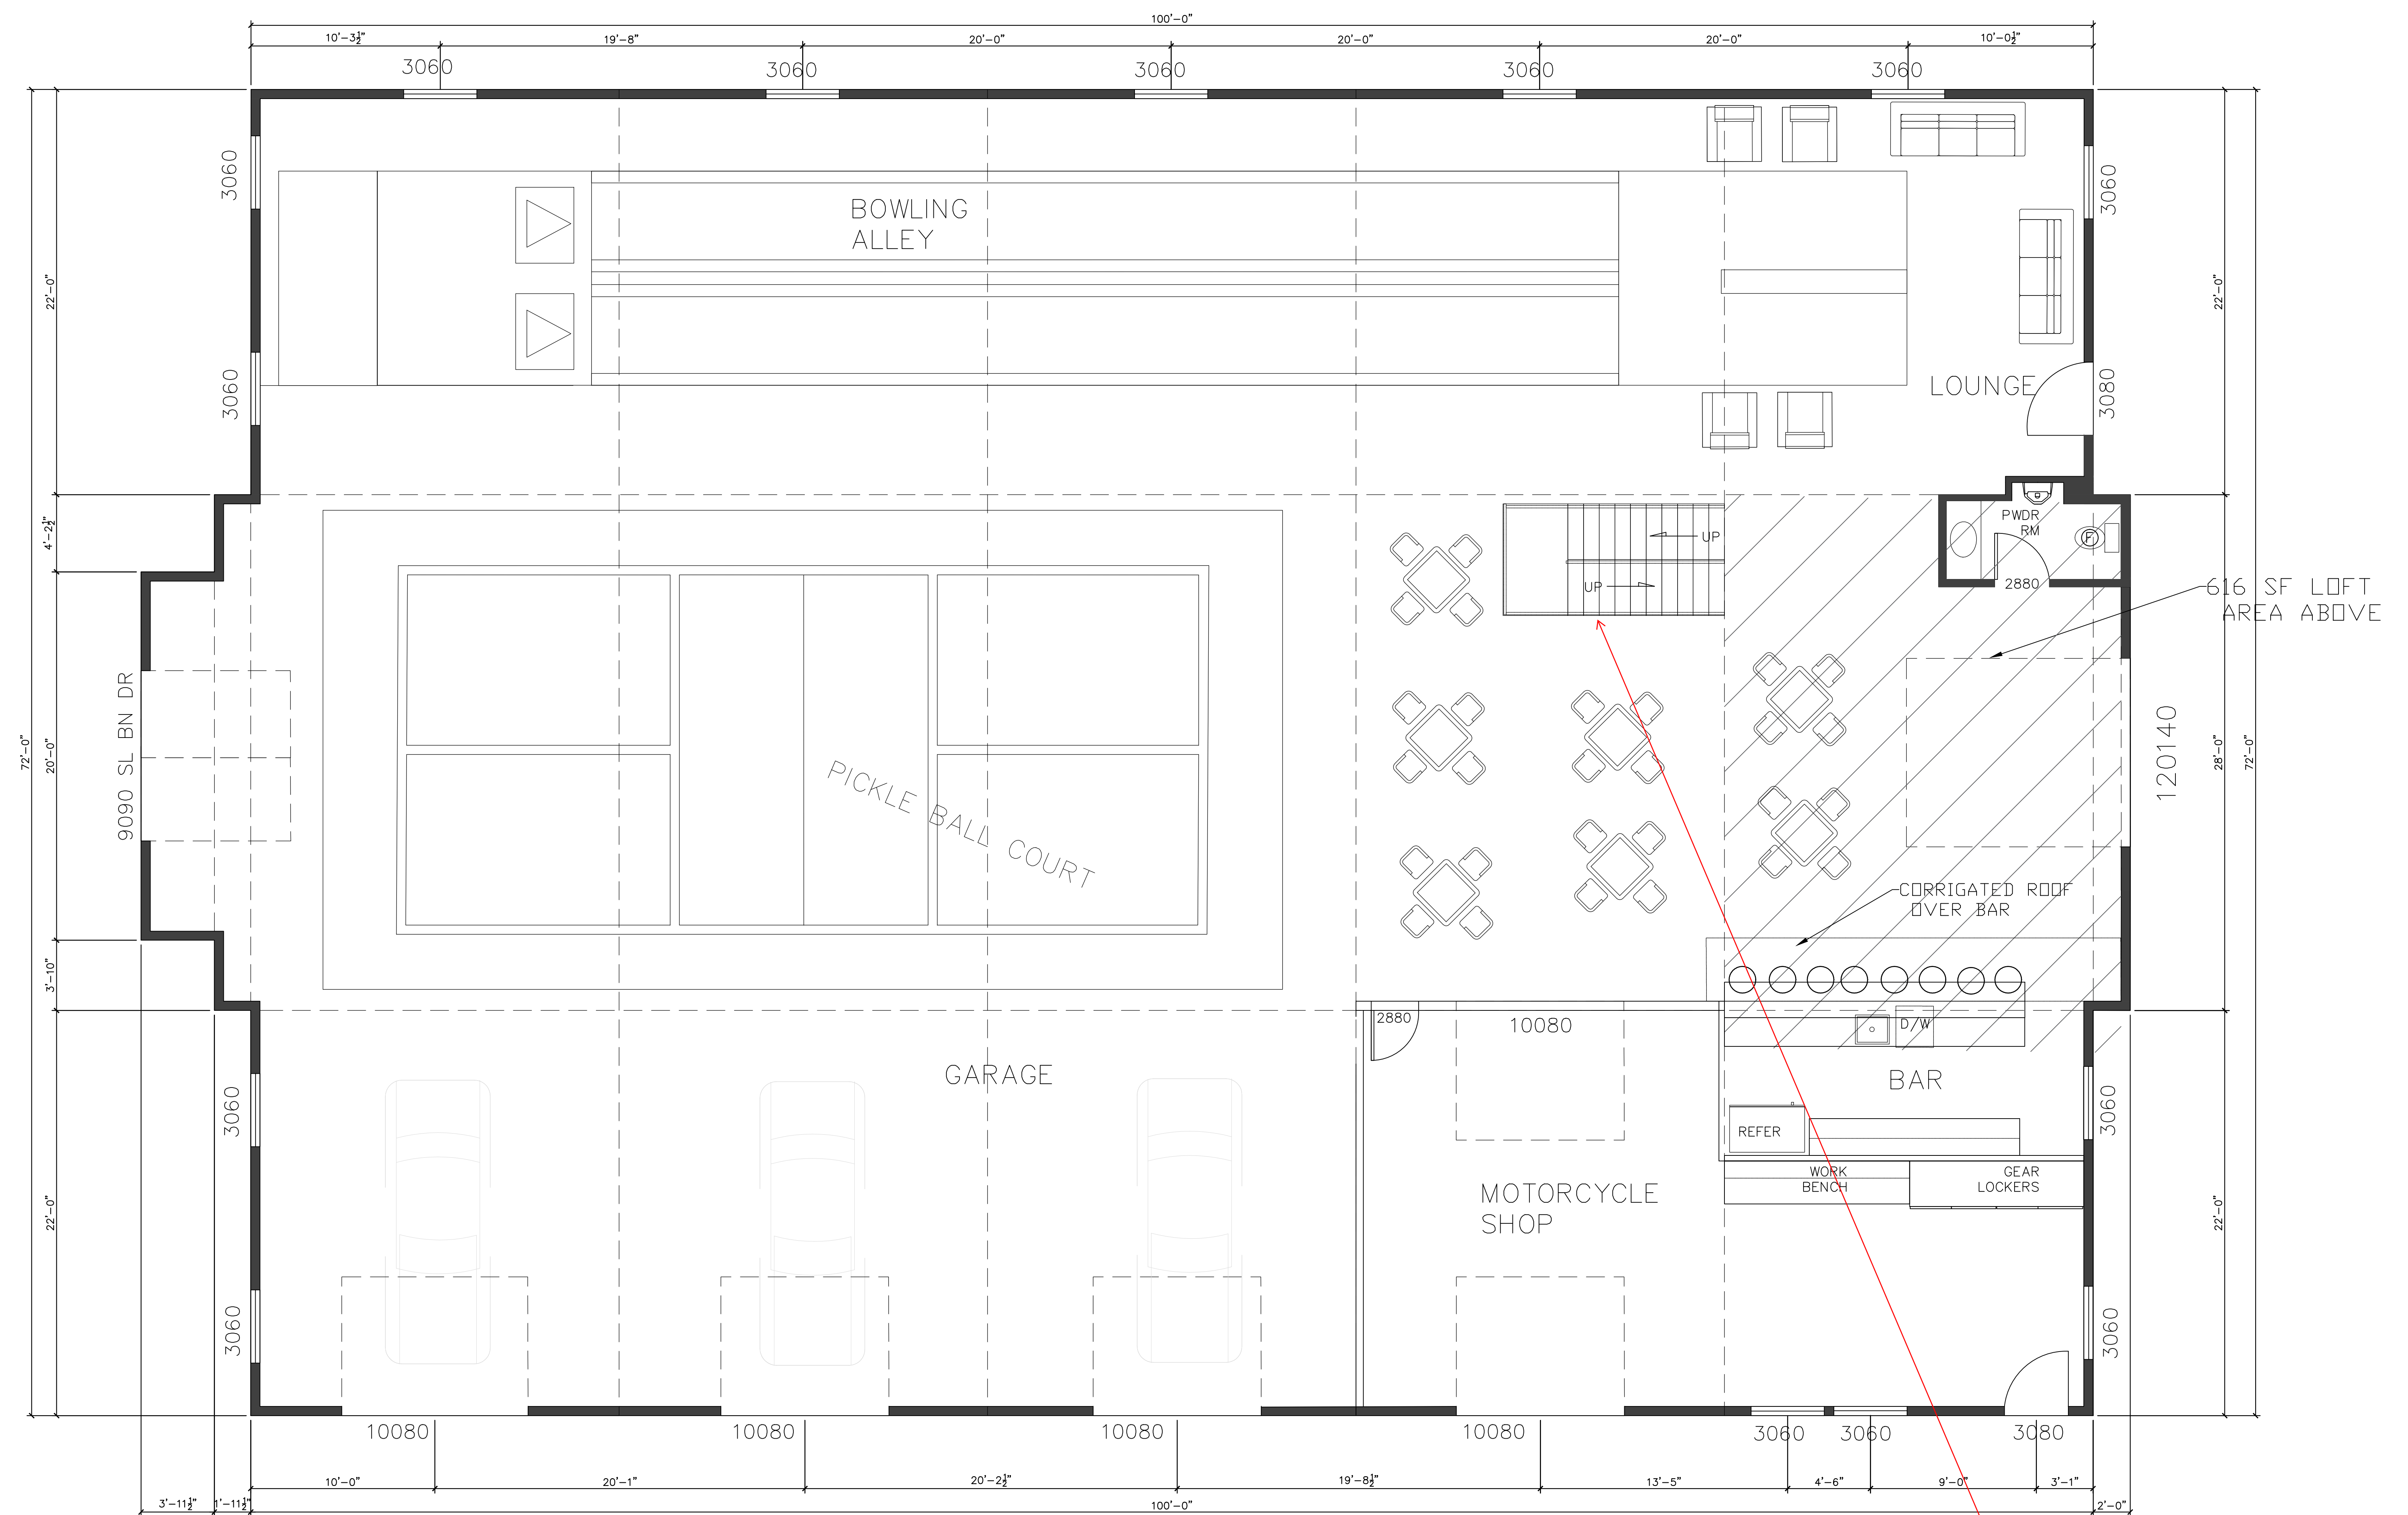 100'-0"
10'-3½"
19'-8"
20'-0"
20'-0"
20'-0"
10'-0½"
3060
3060
3060
3060
3060
3060
3060
BOWLING
ALLEY
22'-0"
22'-0"
3060
3060
LOUNGE
3080
4'-2½"
PWDR
RM
F
2880
UP
UP
616 SF LOFT
AREA ABOVE
9090 SL BN DR
72'-0"
20'-0"
PICKLE BALL COURT
120140
28'-0"
72'-0"
CORRIGATED ROOF
OVER BAR
3'-10"
2880
10080
D/W
GARAGE
BAR
3060
3060
REFER
WORK
BENCH
GEAR
LOCKERS
MOTORCYCLE
SHOP
22'-0"
22'-0"
3060
3060
10080
10080
10080
10080
3060
3060
3080
10'-0"
20'-1"
20'-2½"
19'-8½"
13'-5"
4'-6"
9'-0"
3'-1"
3'-11½"
1'-11½"
100'-0"
2'-0"